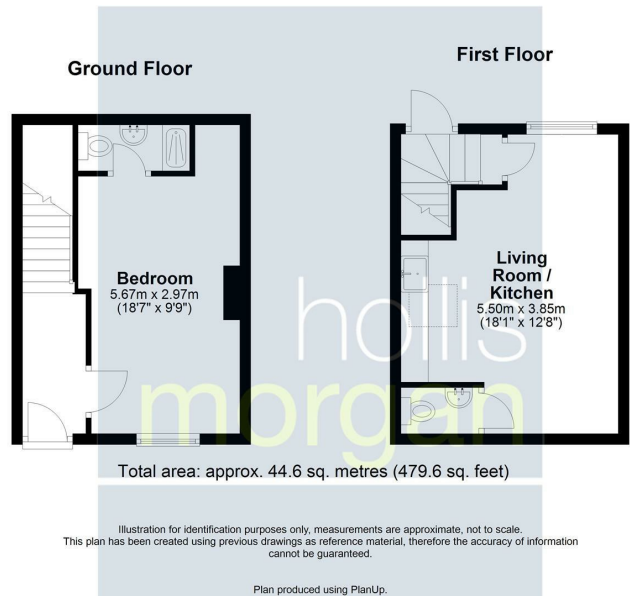 Ground Floor
First Floor
Bedroom
5.67m x 2.97m
(18'7" x 9'9")
Living
Room /
Kitchen
5.50m x 3.85m
(18'1" x 12'8")
hollis
morgan
Total area: approx. 44.6 sq. metres (479.6 sq. feet)
Illustration for identification purposes only, measurements are approximate, not to scale.
This plan has been created using previous drawings as reference material, therefore the accuracy of information
cannot be guaranteed.
Plan produced using PlanUp.